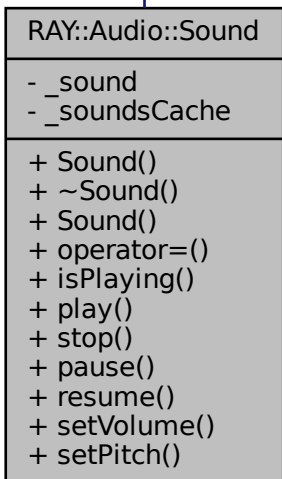 RAY::Audio::Sound
- _sound
- _soundsCache
+ Sound()
+ ~Sound()
+ Sound()
+ operator=()
+ isPlaying()
+ play()
+ stop()
+ pause()
+ resume()
+ setVolume()
+ setPitch()